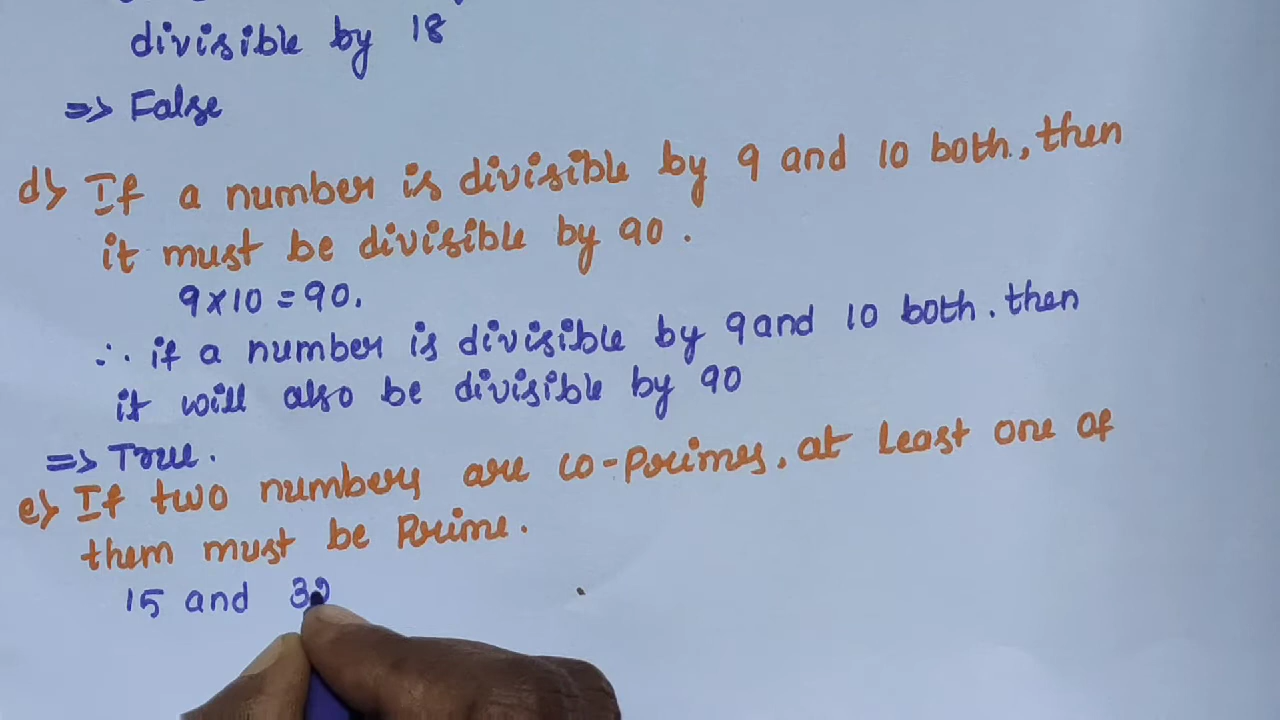 divisible by 18
=> False
d) If a number is divisible by 9 and 10 both, then
it must be divisible by 90.
9×10 = 90.
∴ if a number is divisible by 9 and 10 both. then
it will also be divisible by 90
=> True.
e) If two numbers are co-primes, at least one of
them must be Prime.
15 and